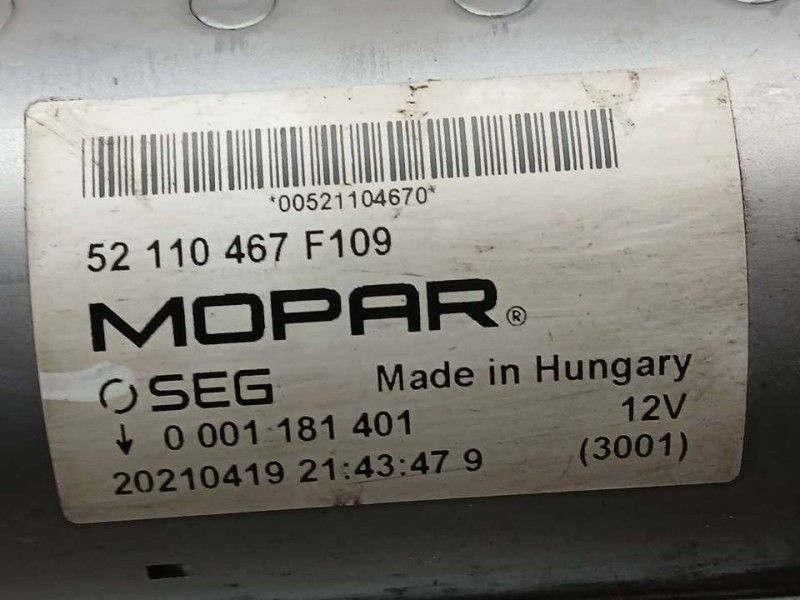 *00521104670*
52 110 467 F109
MOPAR®
SEG Made in Hungary
↓ 0 001 181 401 12V
20210419 21:43:47 9 (3001)